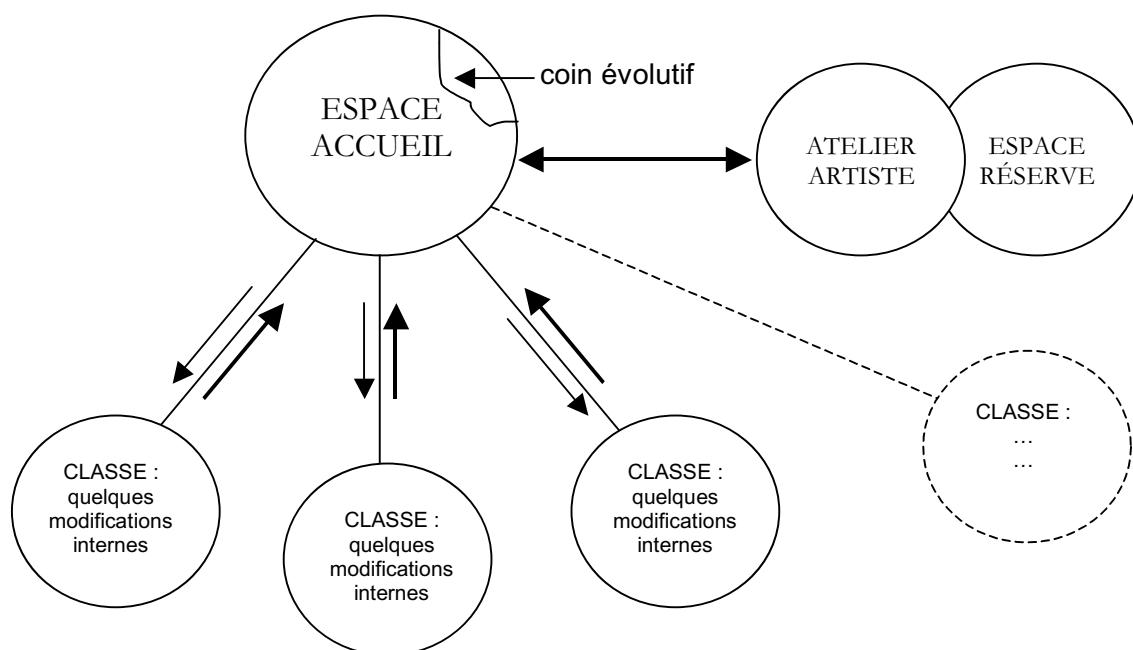 coin évolutif
ESPACE
ACCUEIL
ATELIER
ARTISTE
ESPACE
RÉSERVE
CLASSE :
quelques
modifications
internes
CLASSE :
quelques
modifications
internes
CLASSE :
quelques
modifications
internes
CLASSE :
…
…